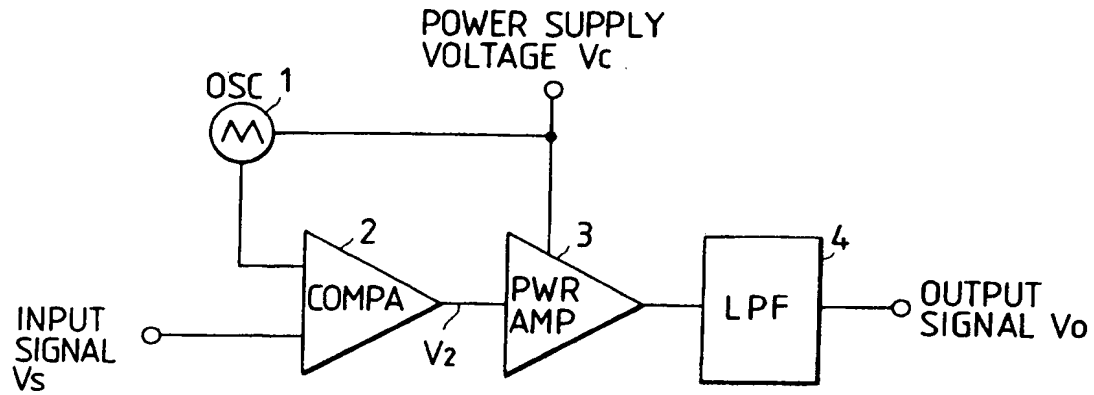 POWER SUPPLY
VOLTAGE Vc
OSC 1
2
COMPA
3
PWR
AMP
4
LPF
V2
INPUT
SIGNAL
Vs
OUTPUT
SIGNAL Vo